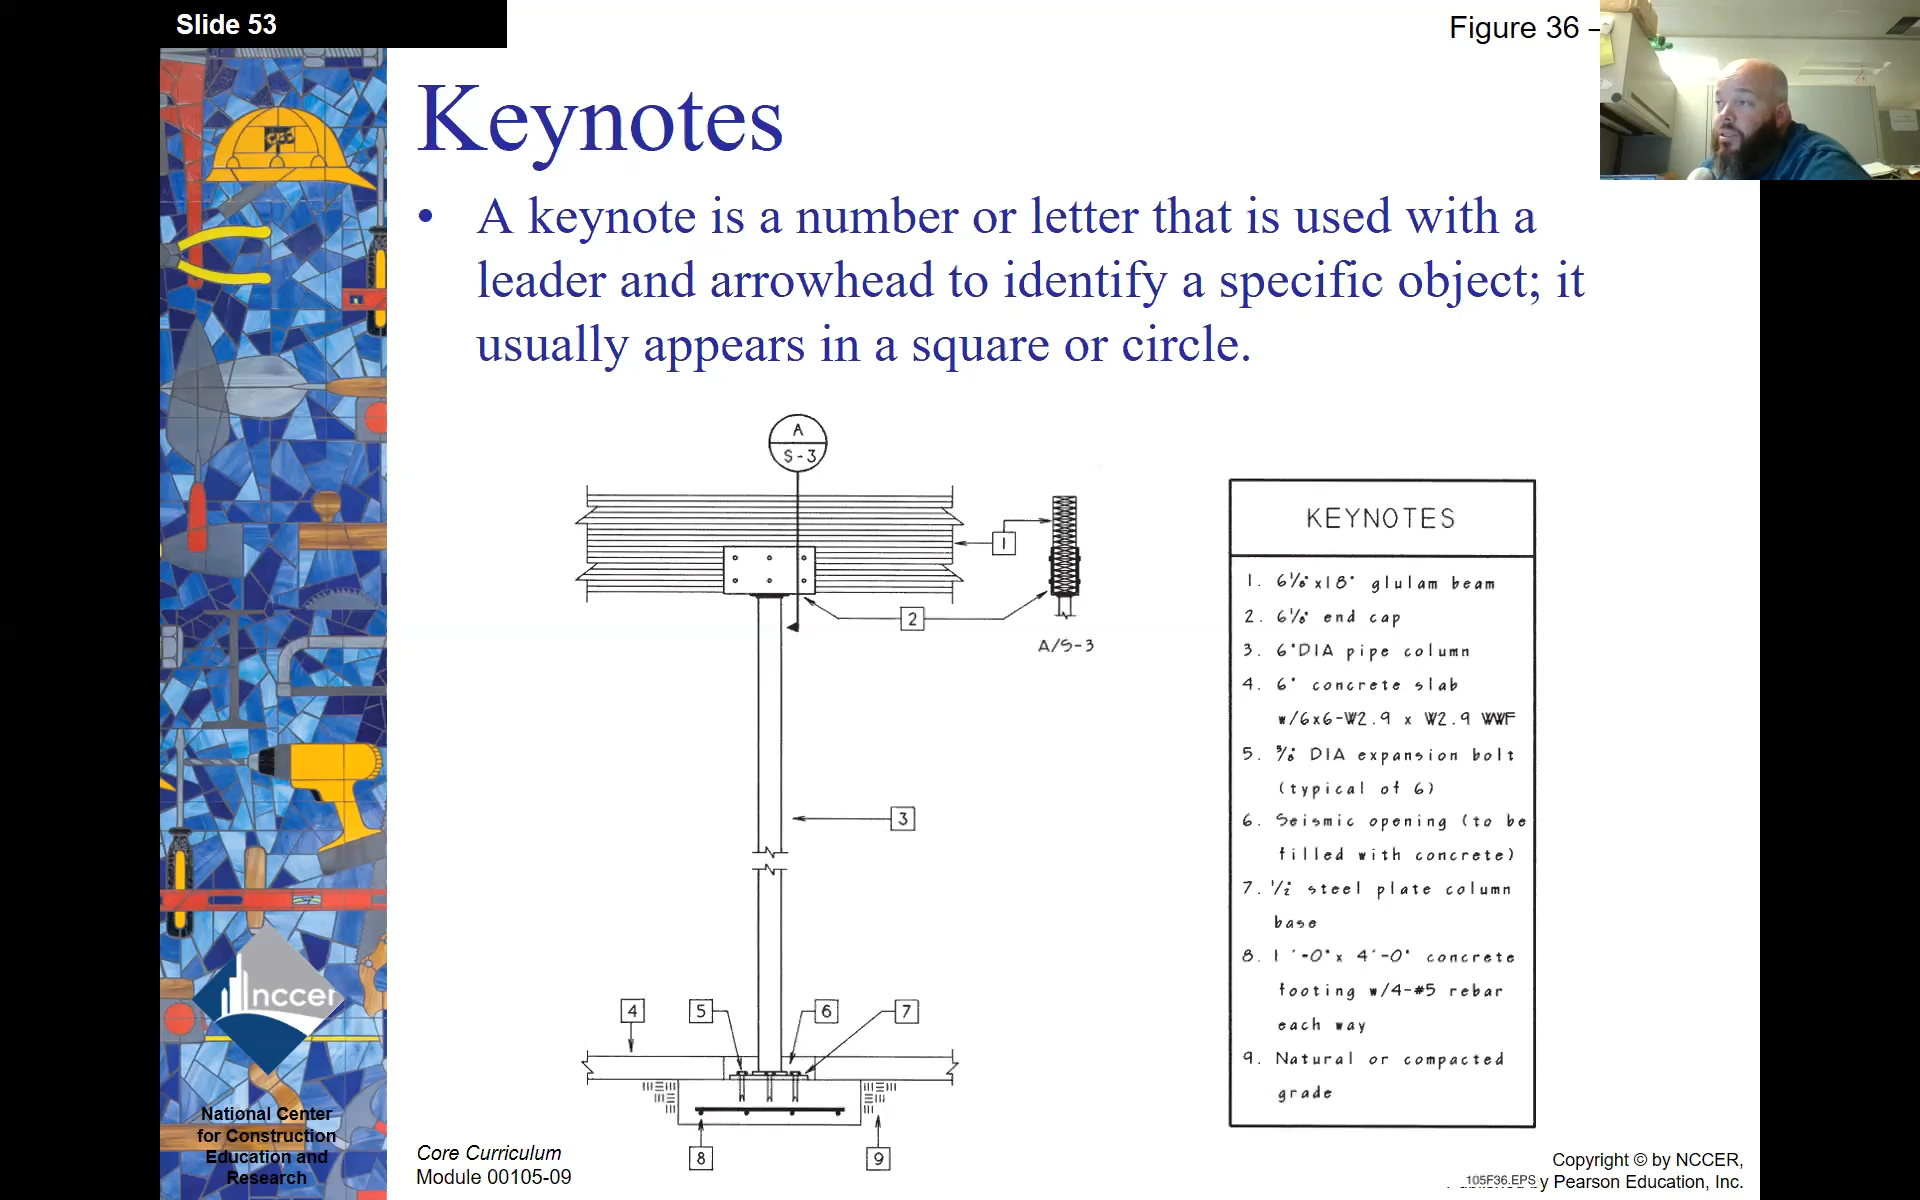 Slide 53
Figure 36 –
Keynotes
• A keynote is a number or letter that is used with a
leader and arrowhead to identify a specific object; it
usually appears in a square or circle.
A
S-3
1
2
A/S-3
3
4
5
6
7
8
9
KEYNOTES
1. 6⅛"x18" glulam beam
2. 6⅛" end cap
3. 6"DIA pipe column
4. 6" concrete slab
w/6x6-W2.9 x W2.9 WWF
5. ⅝" DIA expansion bolt
(typical of 6)
6. Seismic opening (to be
filled with concrete)
7. ½" steel plate column
base
8. 1'-0"x 4'-0" concrete
footing w/4-#5 rebar
each way
9. Natural or compacted
grade
nccer
National Center
for Construction
Education and
Research
Core Curriculum
Module 00105-09
Copyright © by NCCER,
105F36.EPS
y Pearson Education, Inc.